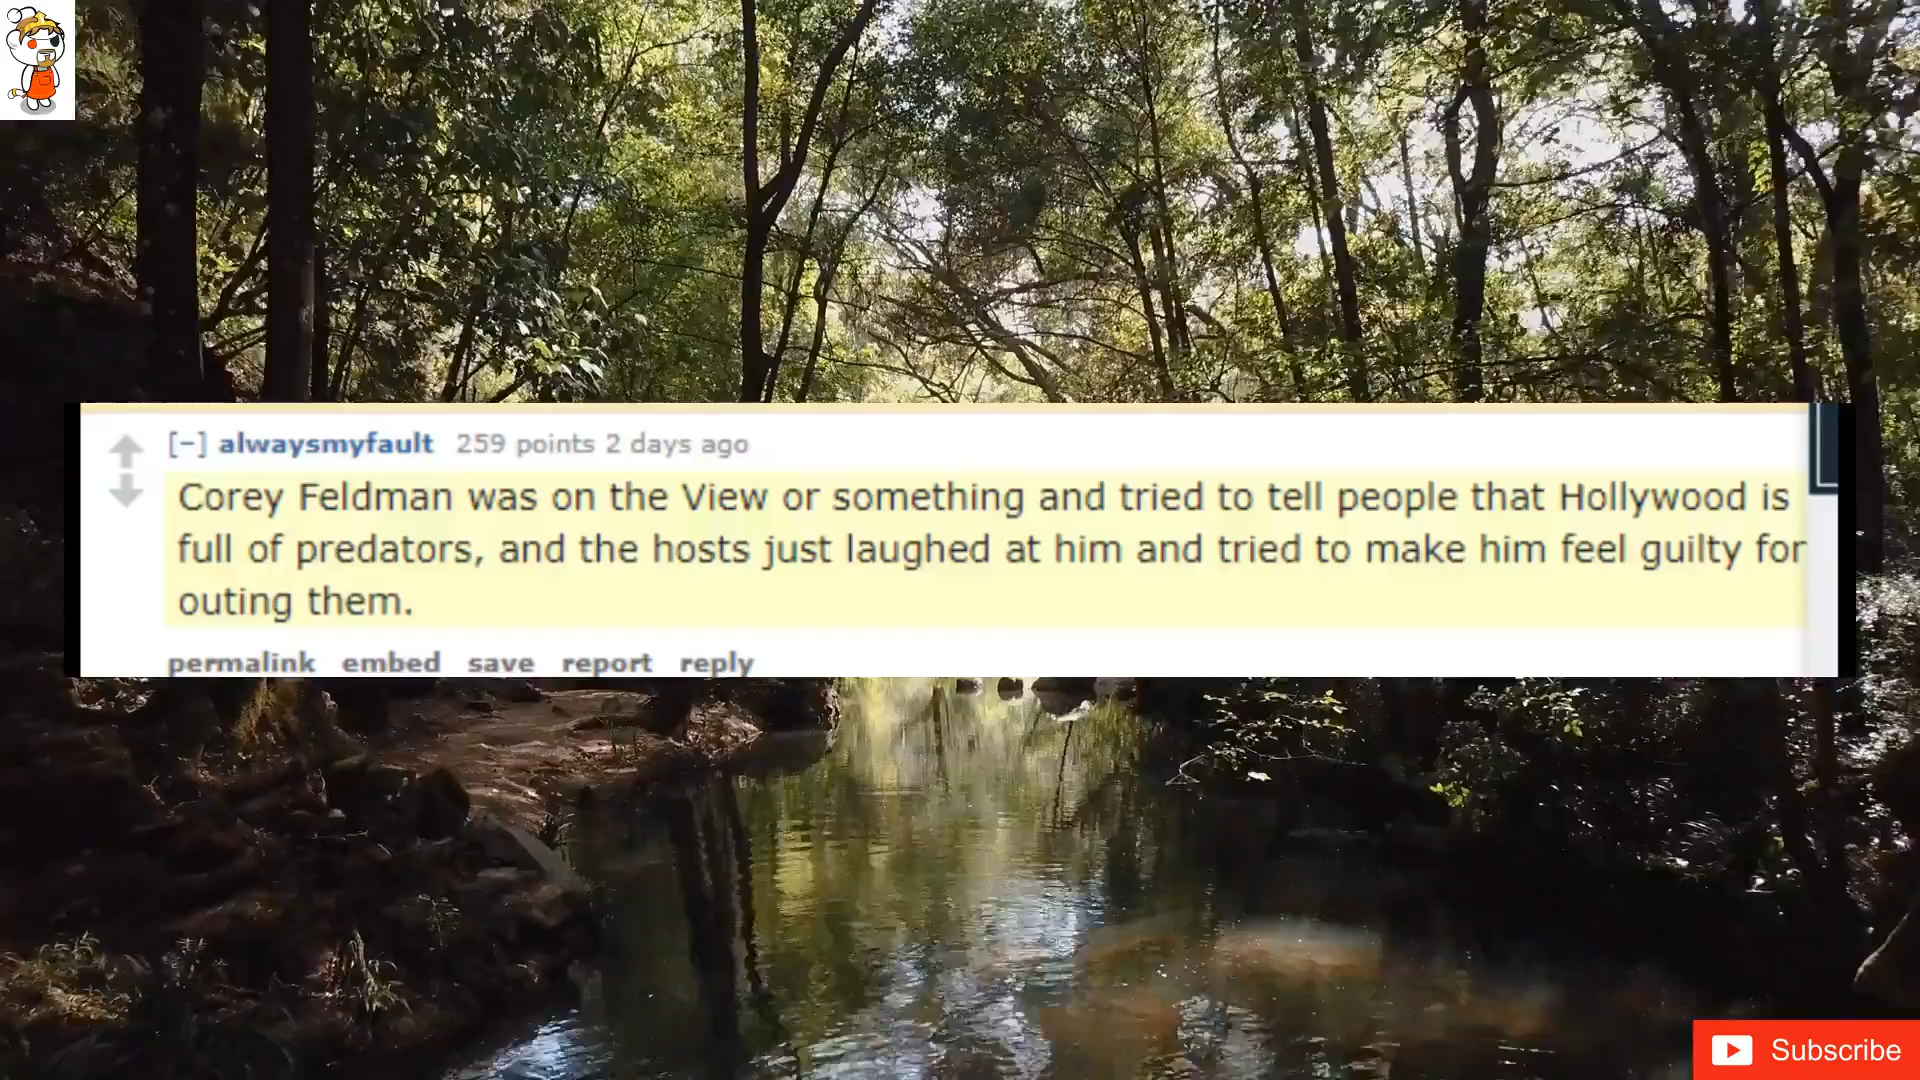 [–] alwaysmyfault 259 points 2 days ago
Corey Feldman was on the View or something and tried to tell people that Hollywood is
full of predators, and the hosts just laughed at him and tried to make him feel guilty for
outing them.
permalink embed save report reply
Subscribe